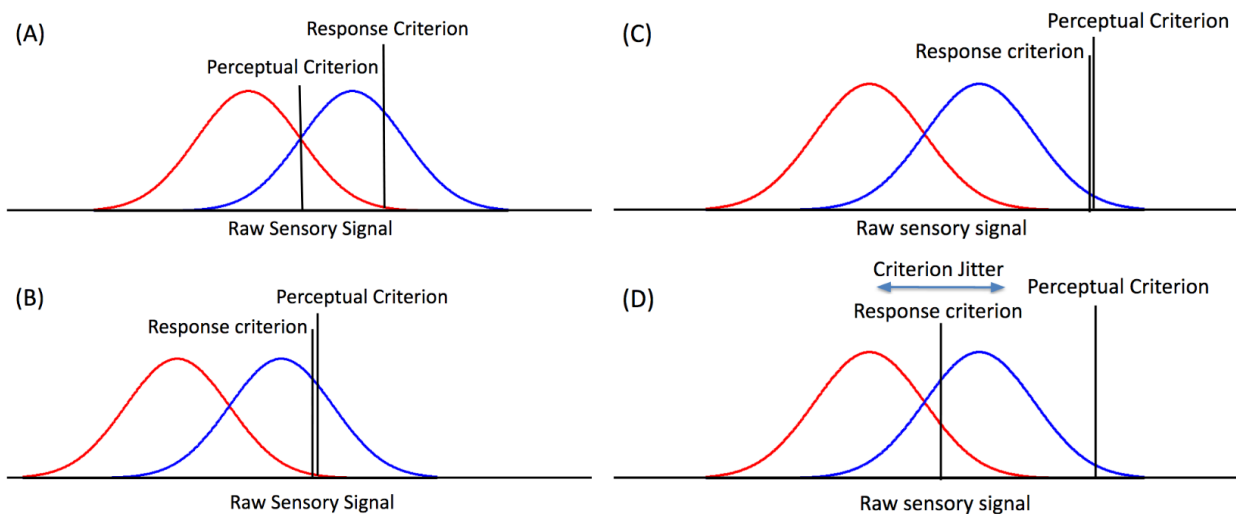 (A)
Response Criterion
Perceptual Criterion
Raw Sensory Signal
(B)
Perceptual Criterion
Response criterion
Raw Sensory Signal
(C)
Perceptual Criterion
Response criterion
Raw sensory signal
(D)
Criterion Jitter
Perceptual Criterion
Response criterion
Raw sensory signal